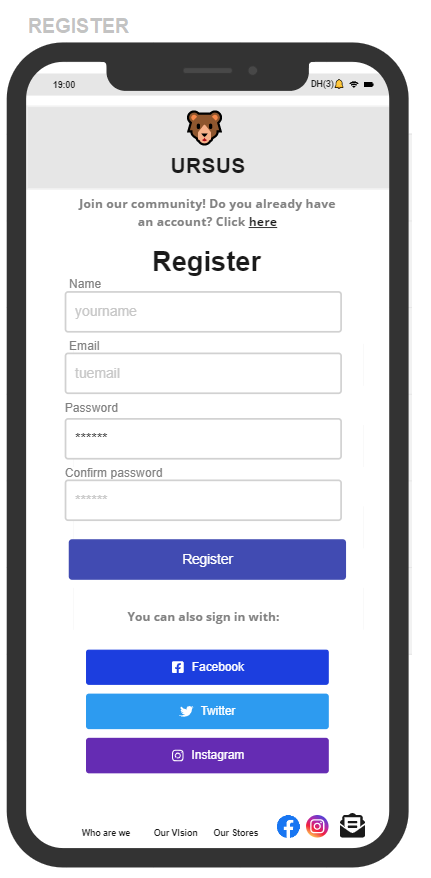 REGISTER
19:00
DH(3)
URSUS
Join our community! Do you already have
an account? Click here
Register
Name
yourname
Email
tuemail
Password
******
Confirm password
******
Register
You can also sign in with:
Facebook
Twitter
Instagram
Who are we Our VIsion Our Stores